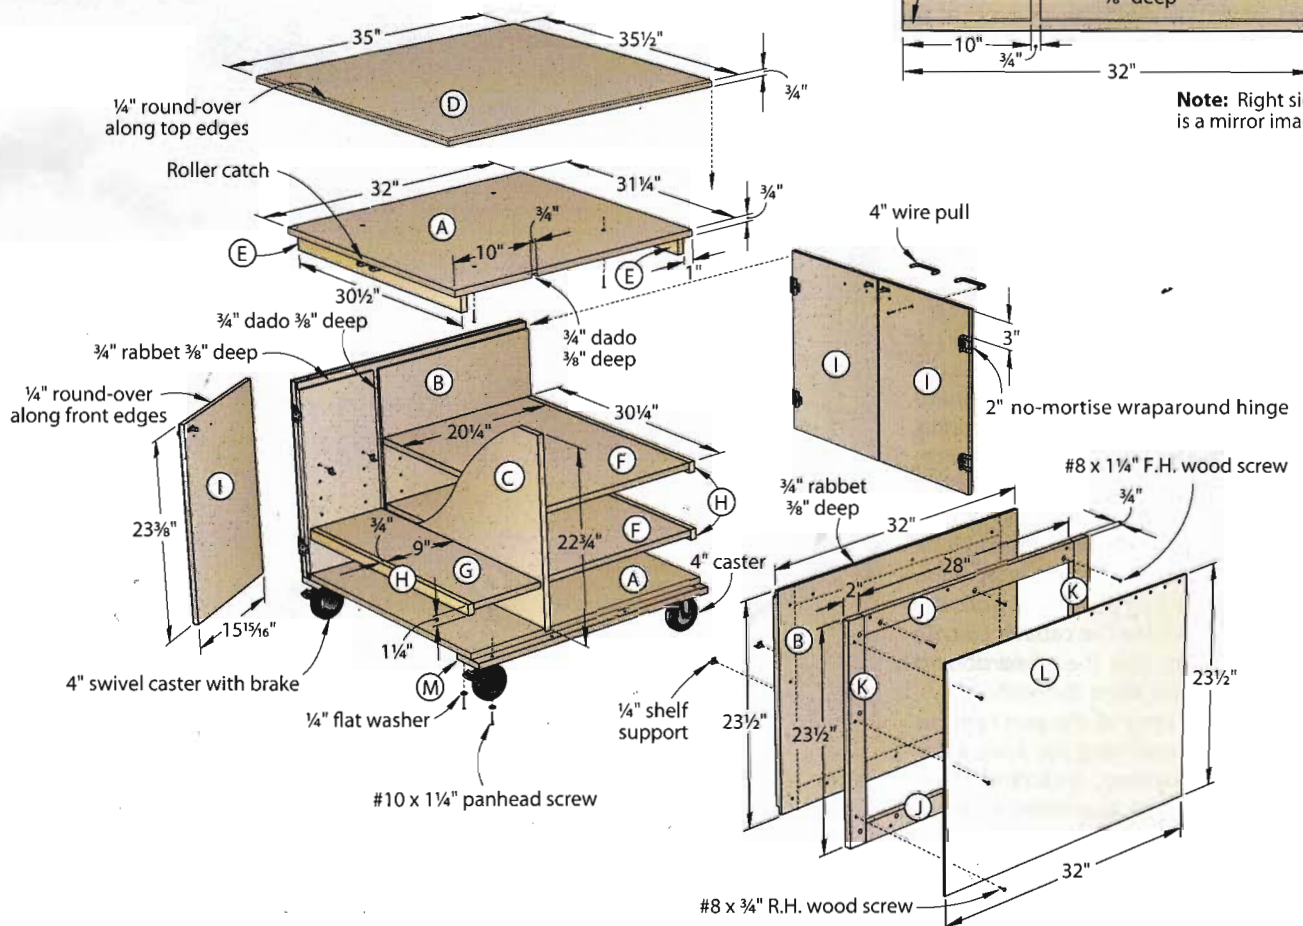 35"
35½"
¾"
¼" round-over
along top edges
D
Roller catch
32"
31¼"
¾"
¾"
A
10"
E
E
1"
30½"
¾" dado ⅜" deep
¾" dado
⅜" deep
¾" rabbet ⅜" deep
¼" round-over
along front edges
B
30¼"
20¼"
C
F
H
I
23⅜"
¾"
9"
22¾"
F
4" caster
H
G
A
15 15⁄16"
1¼"
4" swivel caster with brake
M
¼" flat washer
#10 x 1¼" panhead screw
deep
10"
¾"
32"
Note: Right si
is a mirror ima
4" wire pull
3"
I
I
2" no-mortise wraparound hinge
#8 x 1¼" F.H. wood screw
¾" rabbet
⅜" deep
32"
¾"
28"
2"
J
K
B
L
K
23½"
23½"
23½"
¼" shelf
support
J
32"
#8 x ¾" R.H. wood screw